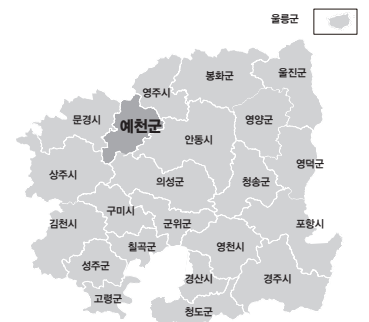 울릉군
봉화군
울진군
영주시
문경시
예천군
영양군
안동시
영덕군
상주시
의성군
청송군
구미시
김천시
군위군
포항시
칠곡군
영천시
성주군
경산시
경주시
고령군
청도군